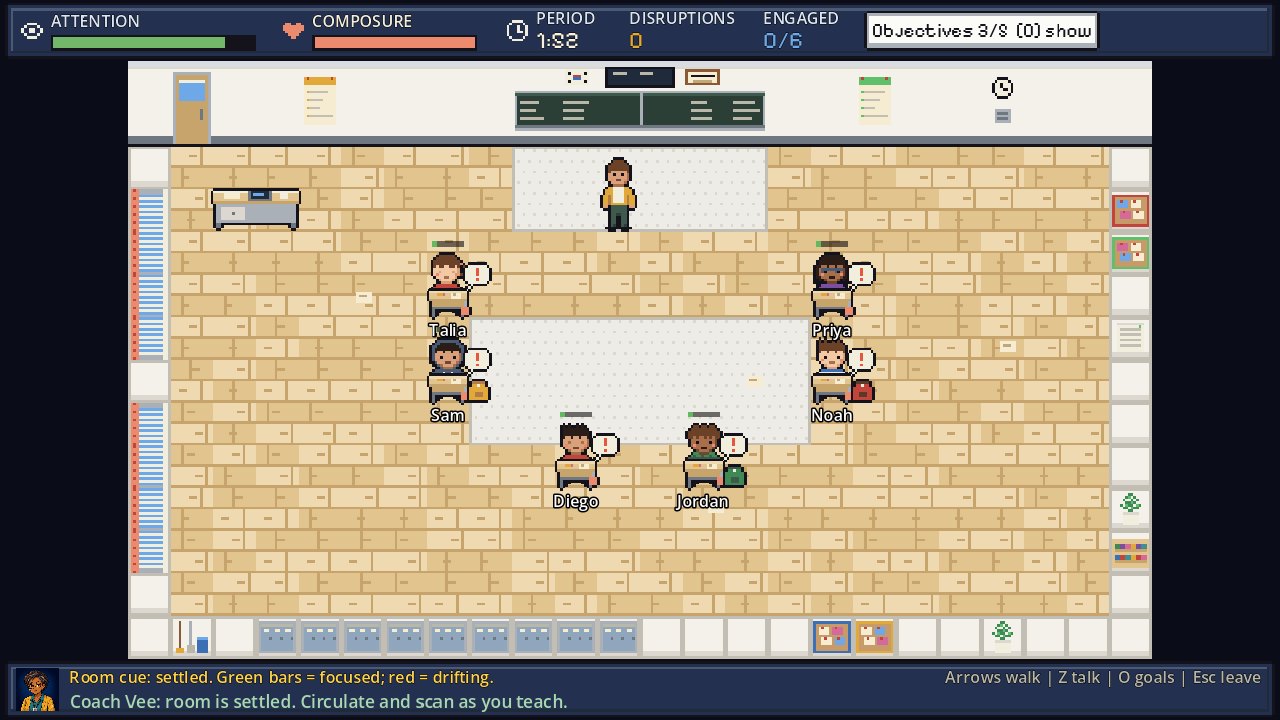 ATTENTION
COMPOSURE
PERIOD
1:52
DISRUPTIONS
0
ENGAGED
0/6
Objectives 3/8 (O) show
Talia
Priya
Sam
Noah
Diego
Jordan
Room cue: settled. Green bars = focused; red = drifting.
Coach Vee: room is settled. Circulate and scan as you teach.
Arrows walk | Z talk | O goals | Esc leave